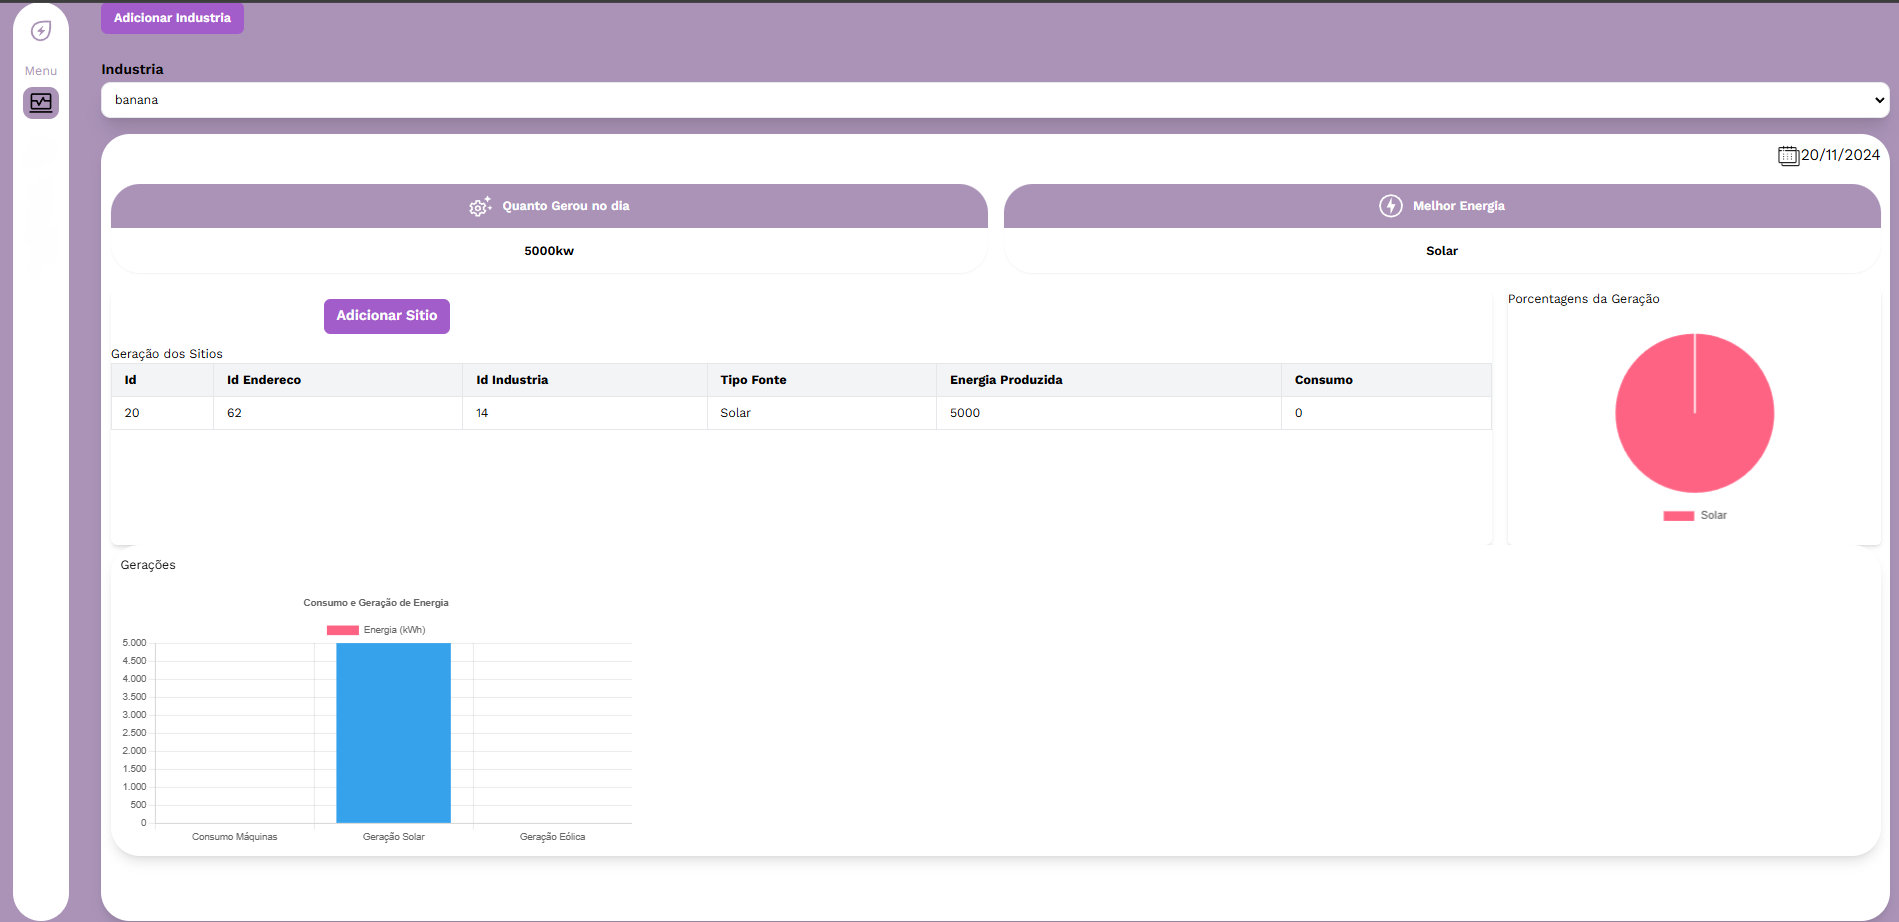 Adicionar Industria
Menu
Industria
banana
20/11/2024
Quanto Gerou no dia
5000kw
Melhor Energia
Solar
Adicionar Sitio
Geração dos Sitios
Id Id Endereco Id Industria Tipo Fonte Energia Produzida Consumo
20 62 14 Solar 5000 0
Porcentagens da Geração
Solar
Gerações
Consumo e Geração de Energia
Energia (kWh)
5.000
4.500
4.000
3.500
3.000
2.500
2.000
1.500
1.000
500
0
Consumo Máquinas Geração Solar Geração Eólica